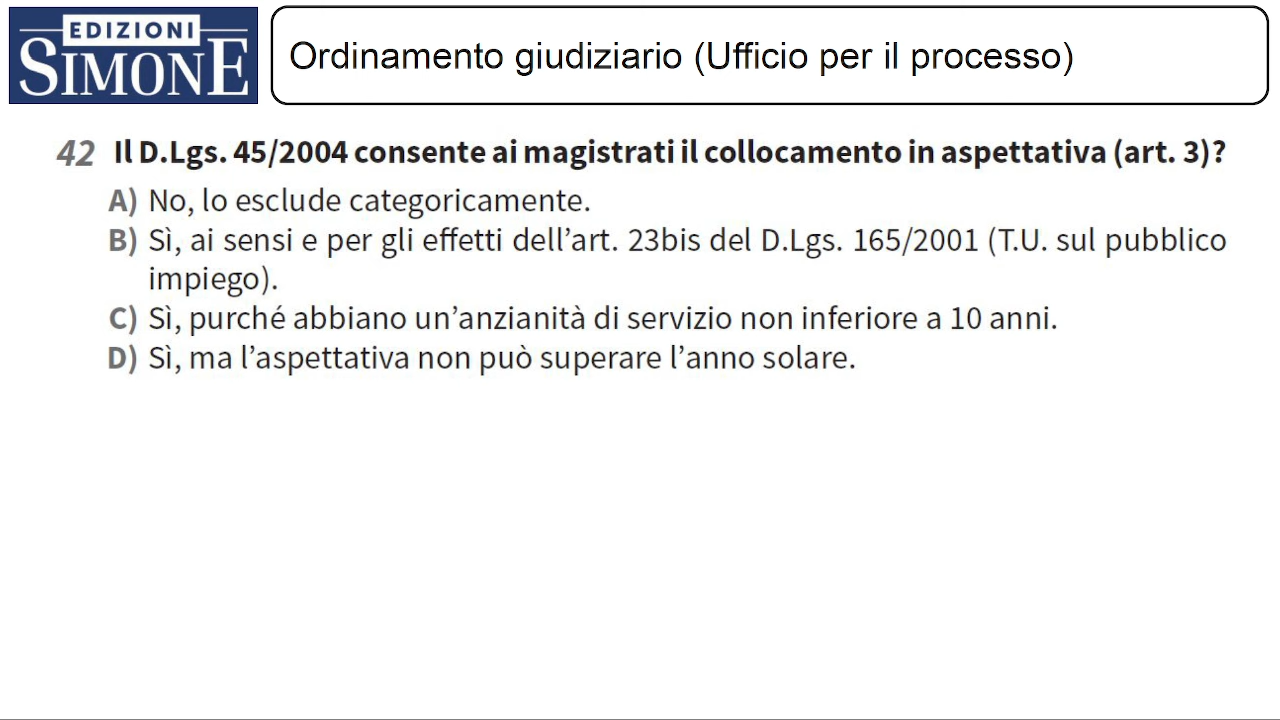 EDIZIONI
SIMONE
Ordinamento giudiziario (Ufficio per il processo)
42 Il D.Lgs. 45/2004 consente ai magistrati il collocamento in aspettativa (art. 3)?
A) No, lo esclude categoricamente.
B) Sì, ai sensi e per gli effetti dell’art. 23bis del D.Lgs. 165/2001 (T.U. sul pubblico
impiego).
C) Sì, purché abbiano un’anzianità di servizio non inferiore a 10 anni.
D) Sì, ma l’aspettativa non può superare l’anno solare.